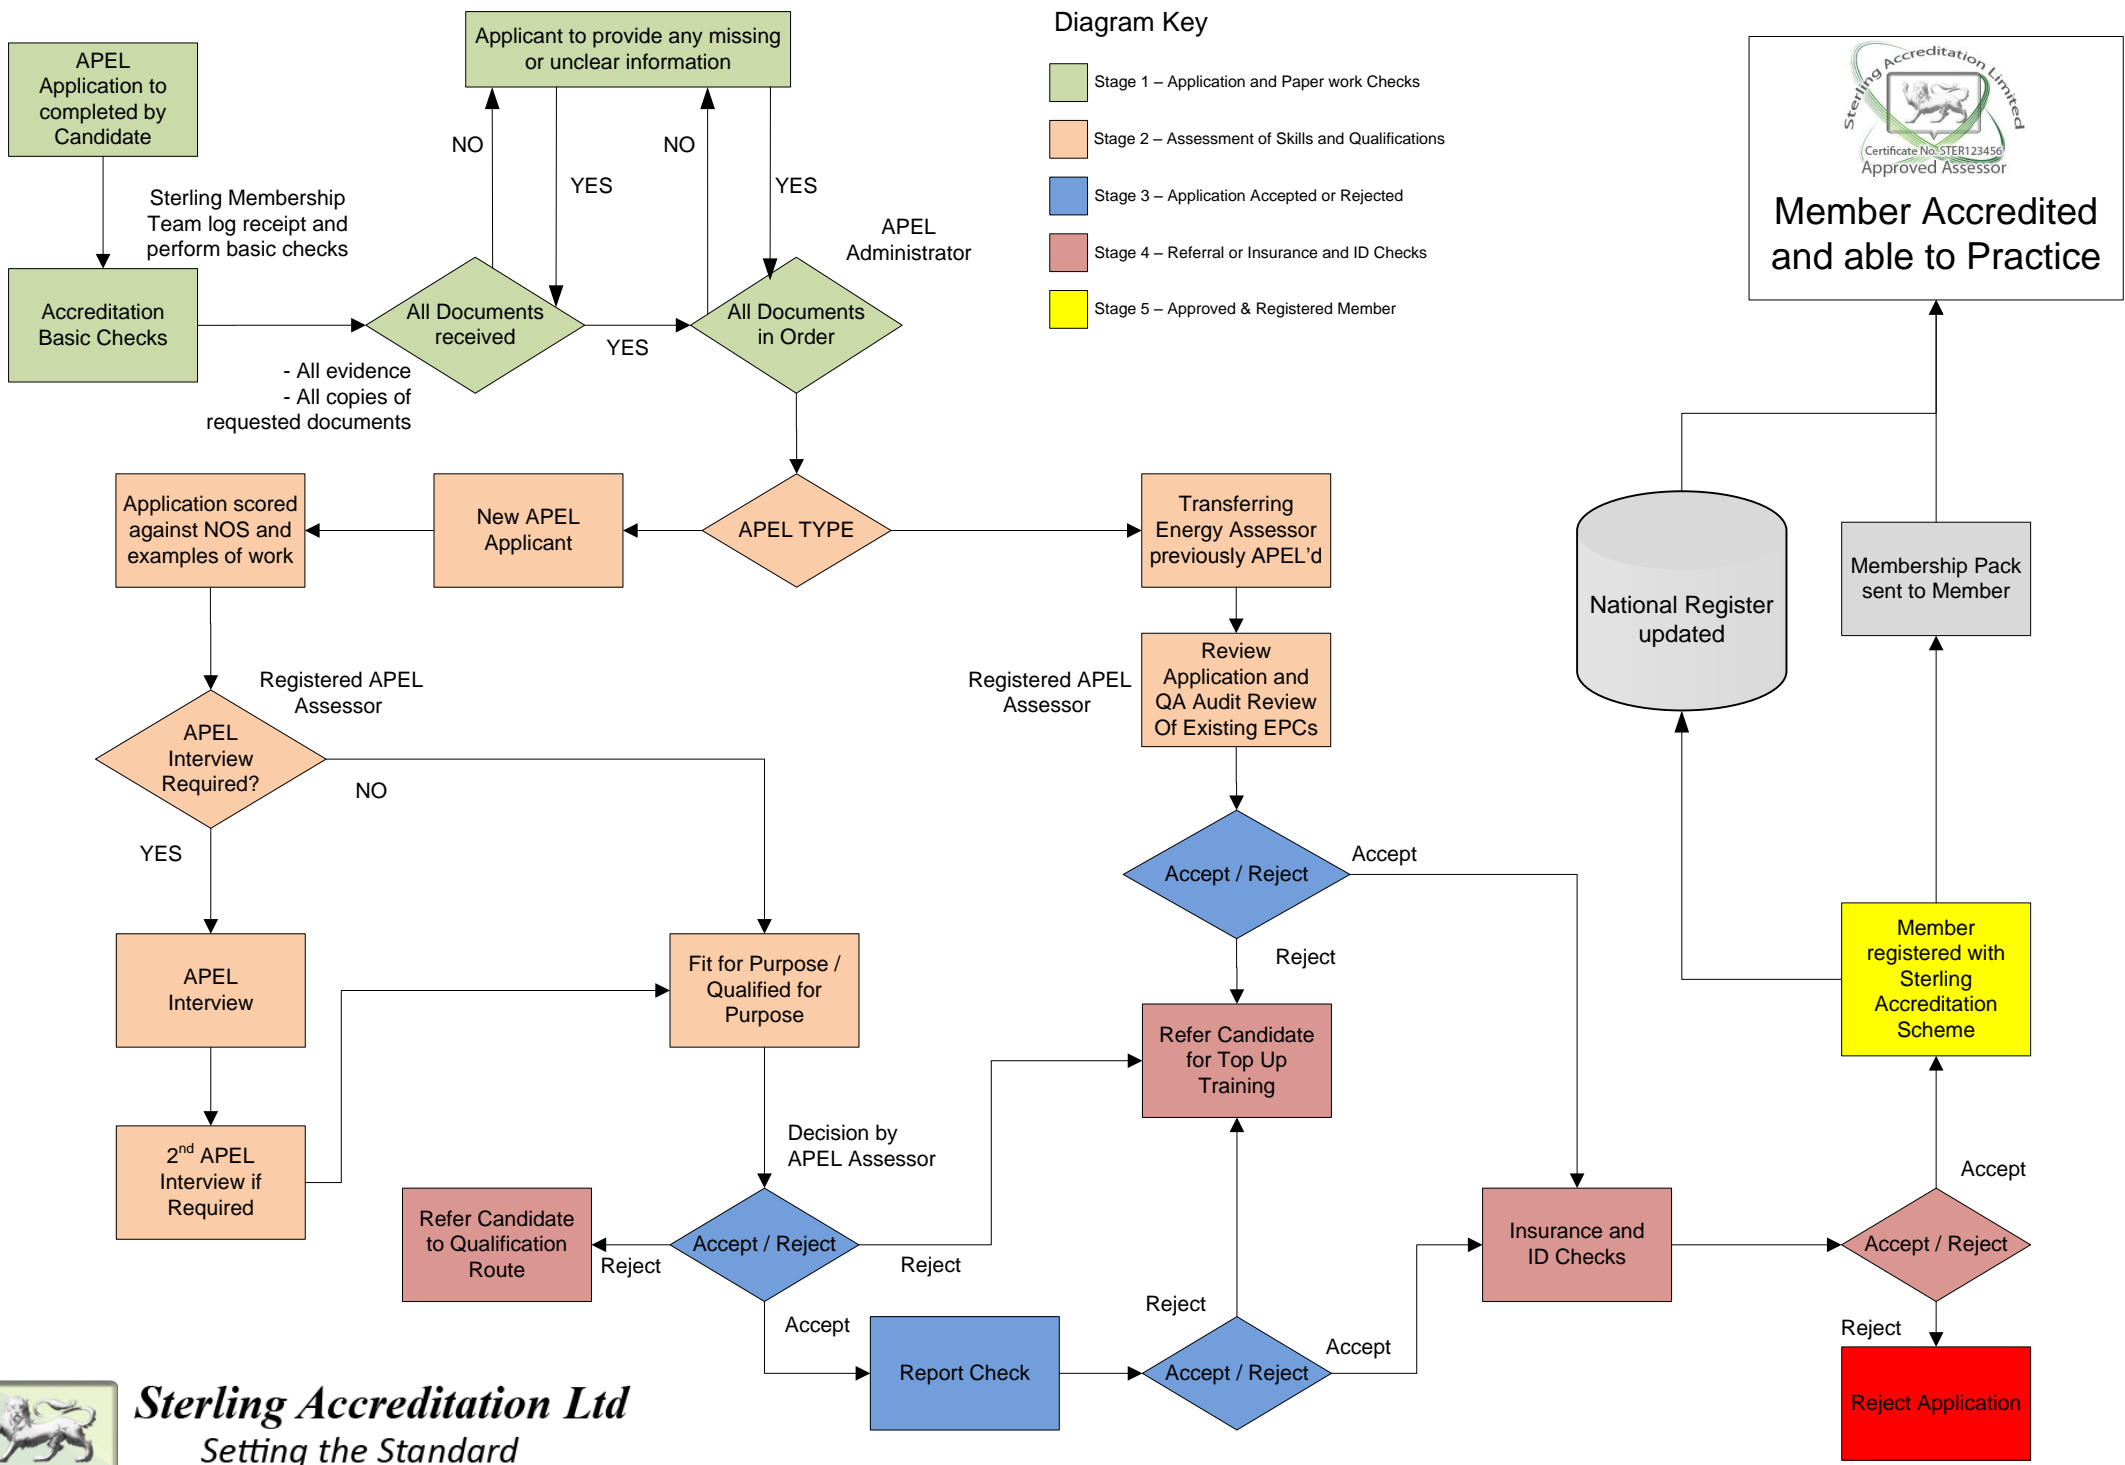 APEL
Application to
completed by
Candidate
Applicant to provide any missing
or unclear information
Diagram Key
Stage 1 – Application and Paper work Checks
Stage 2 – Assessment of Skills and Qualifications
Stage 3 – Application Accepted or Rejected
Stage 4 – Referral or Insurance and ID Checks
Stage 5 – Approved & Registered Member
Sterling Accreditation Limited
Certificate No. STER123456
Approved Assessor
Member Accredited
and able to Practice
NO
YES
NO
YES
Sterling Membership
Team log receipt and
perform basic checks
APEL
Administrator
Accreditation
Basic Checks
All Documents
received
YES
All Documents
in Order
- All evidence
- All copies of
requested documents
Application scored
against NOS and
examples of work
New APEL
Applicant
APEL TYPE
Transferring
Energy Assessor
previously APEL’d
National Register
updated
Membership Pack
sent to Member
Registered APEL
Assessor
Registered APEL
Assessor
Review
Application and
QA Audit Review
Of Existing EPCs
APEL
Interview
Required?
NO
YES
Accept / Reject
Accept
Reject
APEL
Interview
Fit for Purpose /
Qualified for
Purpose
Member
registered with
Sterling
Accreditation
Scheme
Refer Candidate
for Top Up
Training
2nd APEL
Interview if
Required
Decision by
APEL Assessor
Refer Candidate
to Qualification
Route
Reject
Accept / Reject
Reject
Accept
Insurance and
ID Checks
Accept / Reject
Accept
Reject
Report Check
Reject
Accept / Reject
Accept
Reject Application
Sterling Accreditation Ltd
Setting the Standard